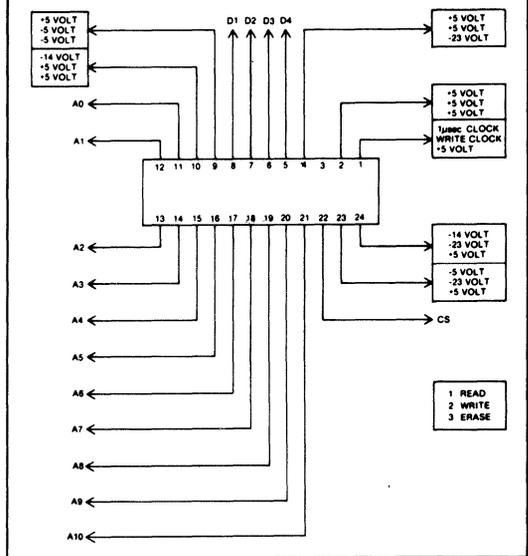 D1 D2 D3 D4
+5 VOLT
-5 VOLT
-5 VOLT
-14 VOLT
+5 VOLT
+5 VOLT
+5 VOLT
+5 VOLT
-23 VOLT
+5 VOLT
+5 VOLT
+5 VOLT
1μsec CLOCK
WRITE CLOCK
+5 VOLT
A0
A1
12 11 10 9 8 7 6 5 4 3 2 1
13 14 15 16 17 18 19 20 21 22 23 24
A2
A3
A4
A5
A6
A7
A8
A9
A10
-14 VOLT
-23 VOLT
+5 VOLT
-5 VOLT
-23 VOLT
+5 VOLT
CS
1 READ
2 WRITE
3 ERASE